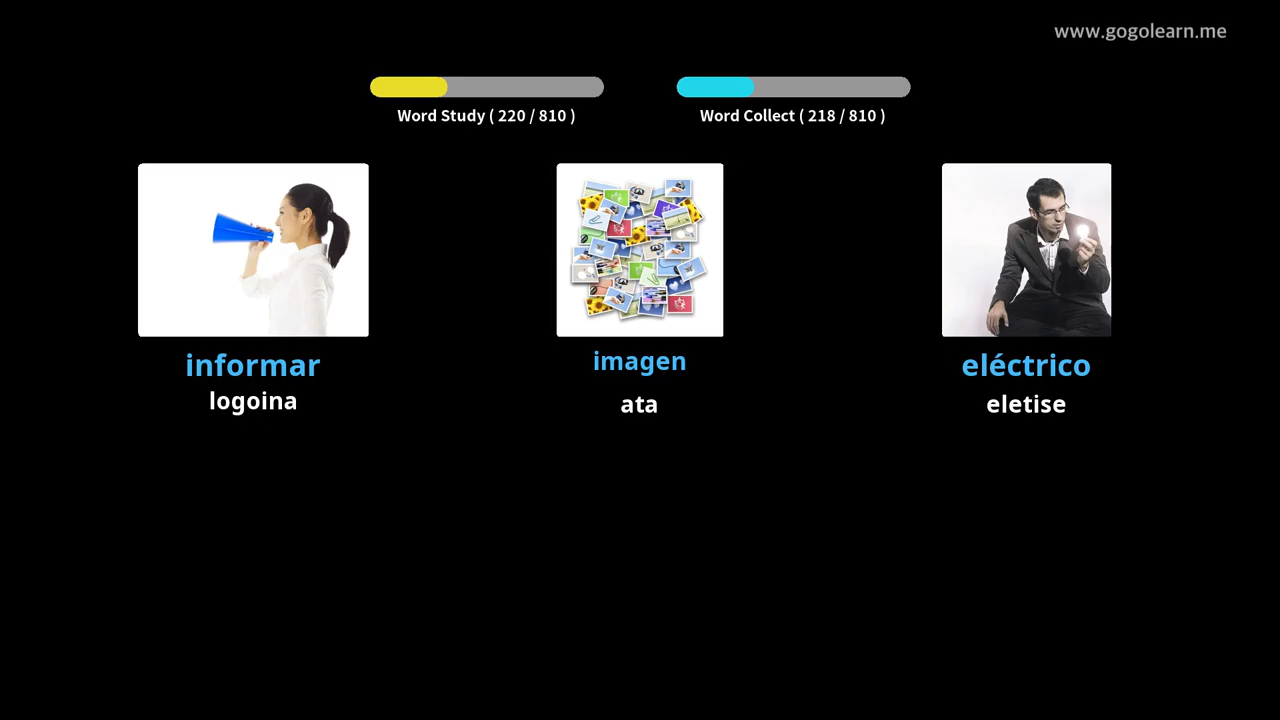 www.gogolearn.me
Word Study ( 220 / 810 )
Word Collect ( 218 / 810 )
informar
logoina
imagen
ata
eléctrico
eletise